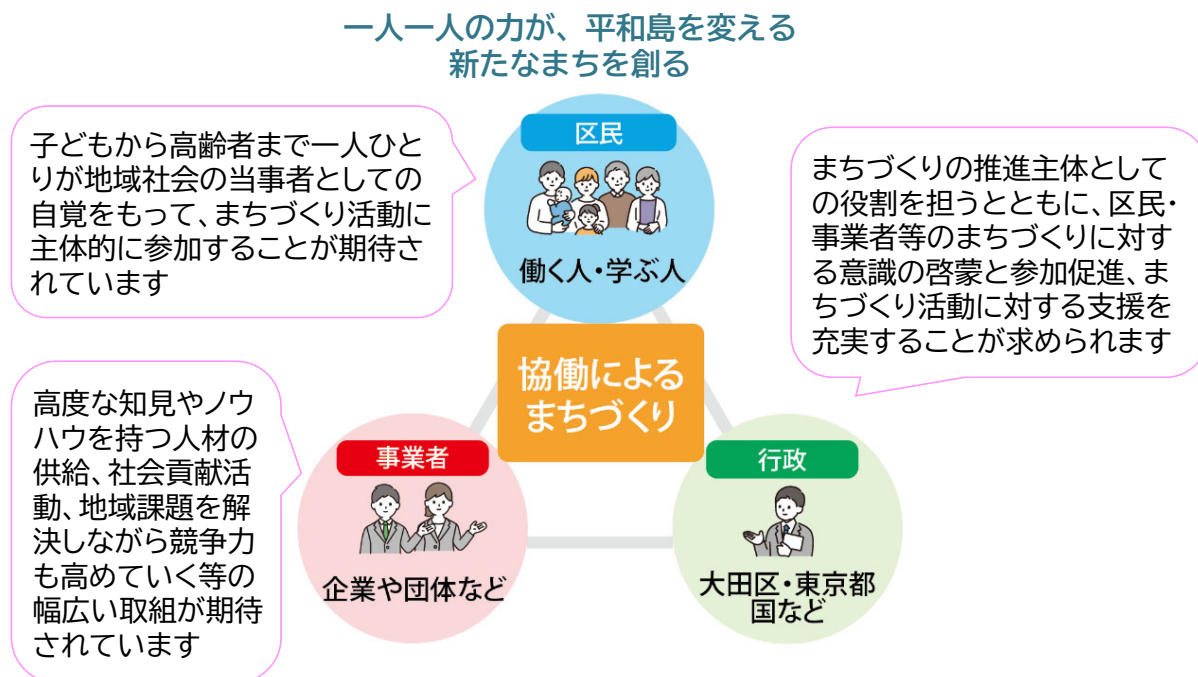 一人一人の力が、平和島を変える
新たなまちを創る
子どもから高齢者まで一人ひと
りが地域社会の当事者としての
自覚をもって、まちづくり活動に
主体的に参加することが期待さ
れています
区民
働く人・学ぶ人
まちづくりの推進主体として
の役割を担うとともに、区民・
事業者等のまちづくりに対す
る意識の啓蒙と参加促進、ま
ちづくり活動に対する支援を
充実することが求められます
協働による
まちづくり
高度な知見やノウ
ハウを持つ人材の
供給、社会貢献活
動、地域課題を解
決しながら競争力
も高めていく等の
幅広い取組が期待
されています
事業者
企業や団体など
行政
大田区・東京都
国など